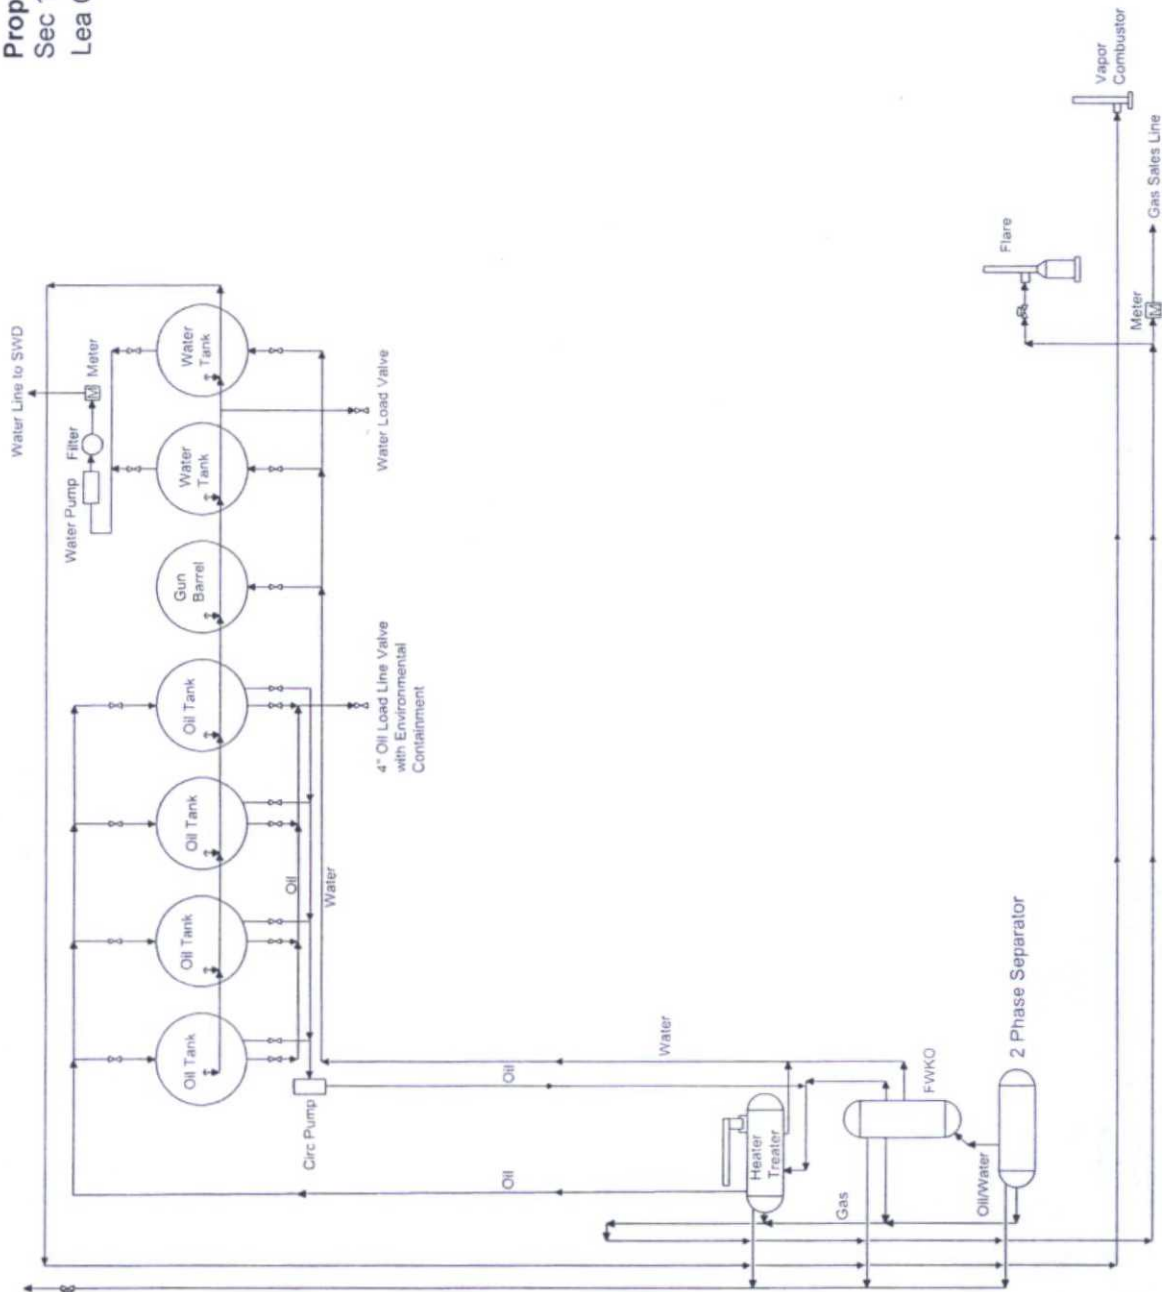 Prop
Sec 1
Lea C
Water Line to SWD
Water Pump
Filter
M
Meter
Oil Tank
Oil Tank
Oil Tank
Oil Tank
Gun
Barrel
Water
Tank
Water
Tank
Oil
Water
4" Oil Load Line Valve
with Environmental
Containment
Water Load Valve
Circ Pump
Oil
Oil
Water
Heater
Treater
Gas
FWKO
Oil/Water
2 Phase Separator
Flare
Vapor
Combustor
Meter
M
Gas Sales Line